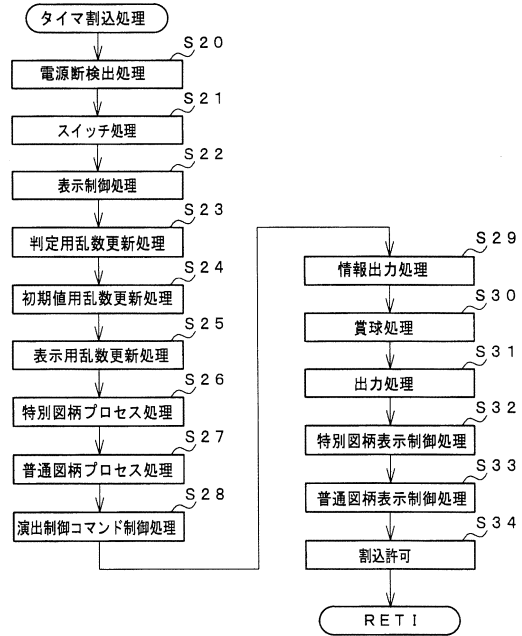 タイマ割込処理
S20
電源断検出処理
S21
スイッチ処理
S22
表示制御処理
S23
判定用乱数更新処理
S24
初期値用乱数更新処理
S25
表示用乱数更新処理
S26
特別図柄プロセス処理
S27
普通図柄プロセス処理
S28
演出制御コマンド制御処理
S29
情報出力処理
S30
賞球処理
S31
出力処理
S32
特別図柄表示制御処理
S33
普通図柄表示制御処理
S34
割込許可
RETI